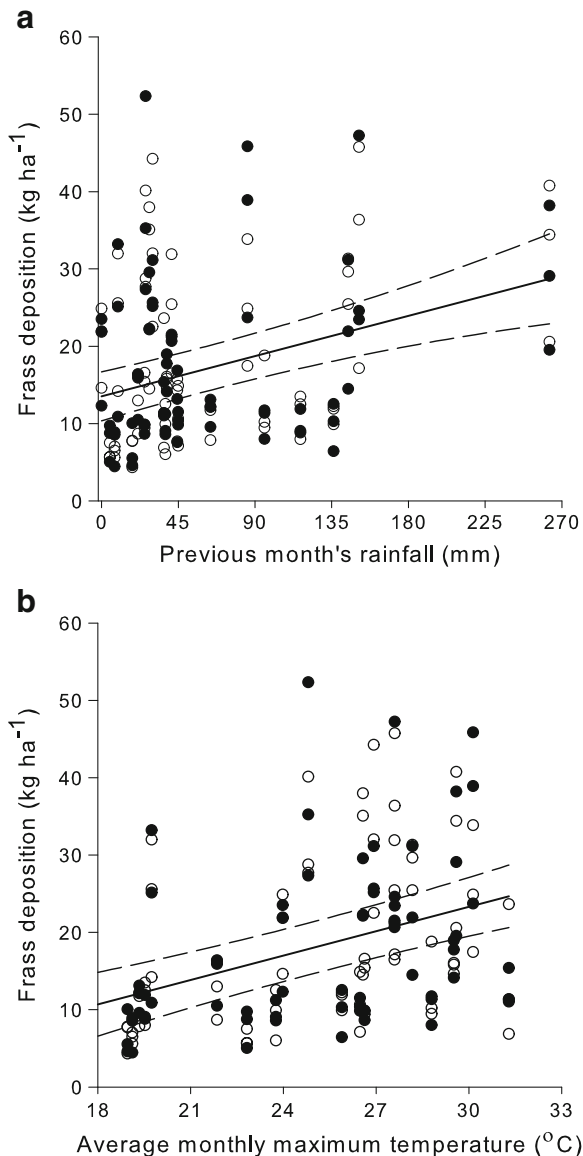 a
60
50
40
30
20
10
0
Frass deposition (kg ha⁻¹)
0 45 90 135 180 225 270
Previous month's rainfall (mm)
b
60
50
40
30
20
10
0
Frass deposition (kg ha⁻¹)
18 21 24 27 30 33
Average monthly maximum temperature (°C)